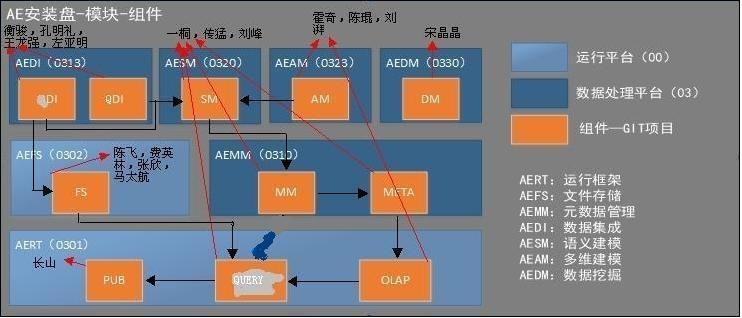 AE安装盘-模块-组件
衡骏，孔明礼，
王龙强，左亚明
一桐，传猛，刘峰
霍奇，陈琨，刘
湃
宋晶晶
AEDI（0313）
AESM（0320）
AEAM（0323）
AEDM（0330）
DI
QDI
SM
AM
DM
AEFS（0302）
陈飞，费英
林，张欣，
马太航
AEMM（0310）
FS
MM
META
AERT（0301）
长山
PUB
QUERY
OLAP
运行平台（00）
数据处理平台（03）
组件—GIT项目
AERT：运行框架
AEFS：文件存储
AEMM：元数据管理
AEDI：数据集成
AESM：语义建模
AEAM：多维建模
AEDM：数据挖掘